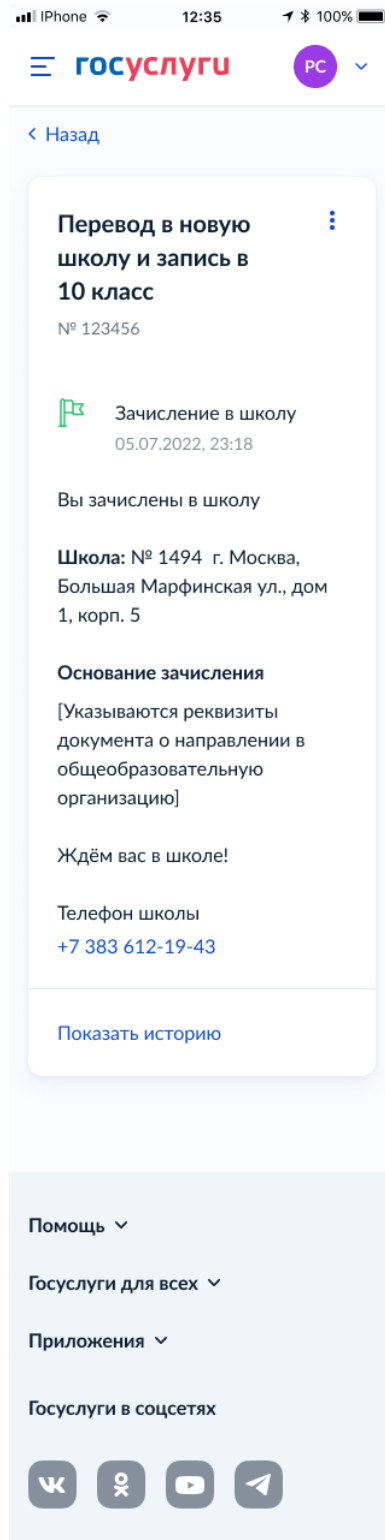 IPhone 12:35 100%
госуслуги РС
Назад
Перевод в новую
школу и запись в
10 класс
№ 123456
Зачисление в школу
05.07.2022, 23:18
Вы зачислены в школу
Школа: № 1494 г. Москва,
Большая Марфинская ул., дом
1, корп. 5
Основание зачисления
[Указываются реквизиты
документа о направлении в
общеобразовательную
организацию]
Ждём вас в школе!
Телефон школы
+7 383 612-19-43
Показать историю
Помощь
Госуслуги для всех
Приложения
Госуслуги в соцсетях